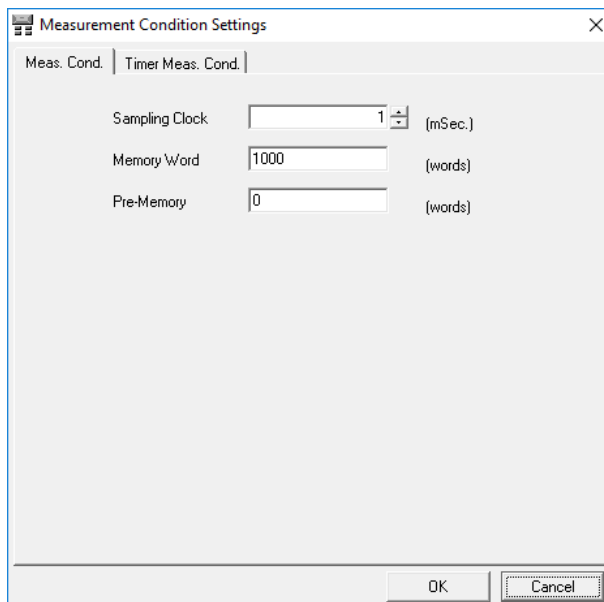 Measurement Condition Settings
Meas. Cond. Timer Meas. Cond.
Sampling Clock 1 (mSec.)
Memory Word 1000 (words)
Pre-Memory 0 (words)
OK Cancel